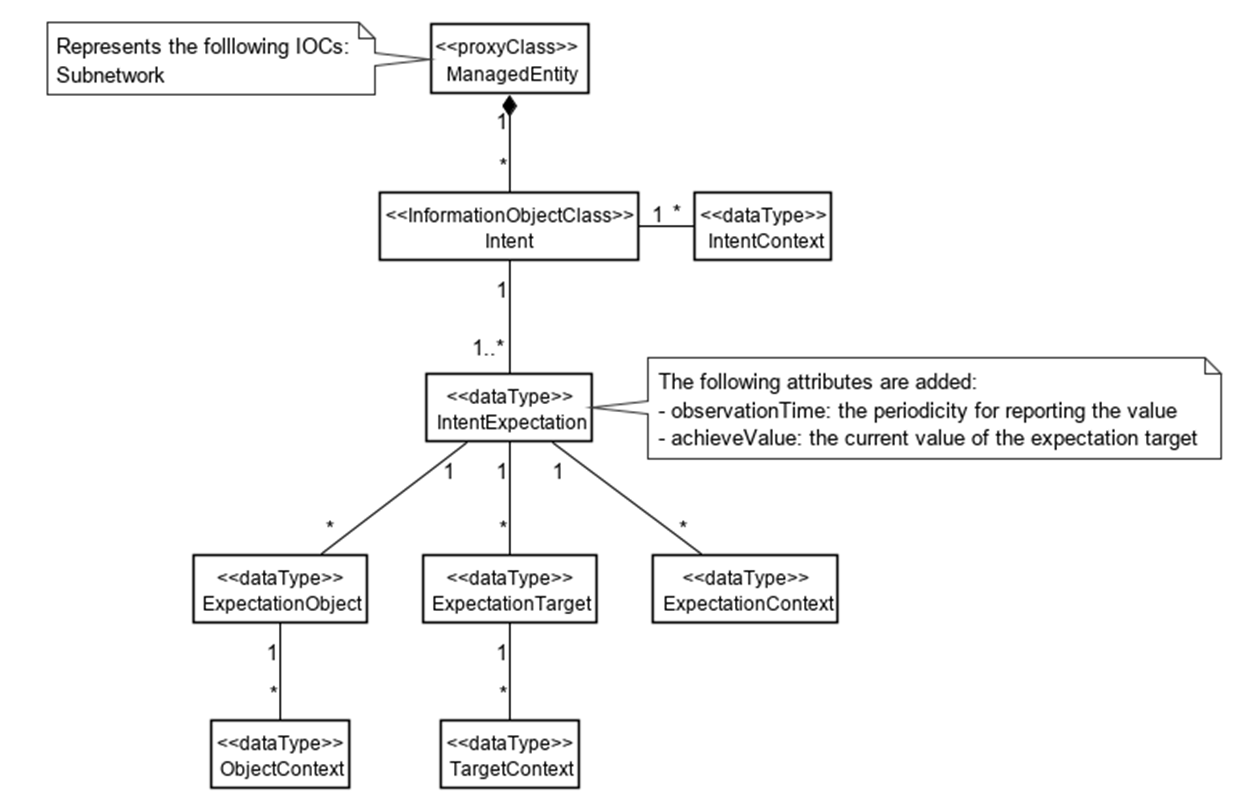 Represents the folllowing IOCs:
Subnetwork
<<proxyClass>>
ManagedEntity
1
*
<<InformationObjectClass>>
Intent
1 *
<<dataType>>
IntentContext
1
1..*
<<dataType>>
IntentExpectation
The following attributes are added:
- observationTime: the periodicity for reporting the value
- achieveValue: the current value of the expectation target
1 1 1
* * *
<<dataType>>
ExpectationObject
<<dataType>>
ExpectationTarget
<<dataType>>
ExpectationContext
1
*
1
*
<<dataType>>
ObjectContext
<<dataType>>
TargetContext